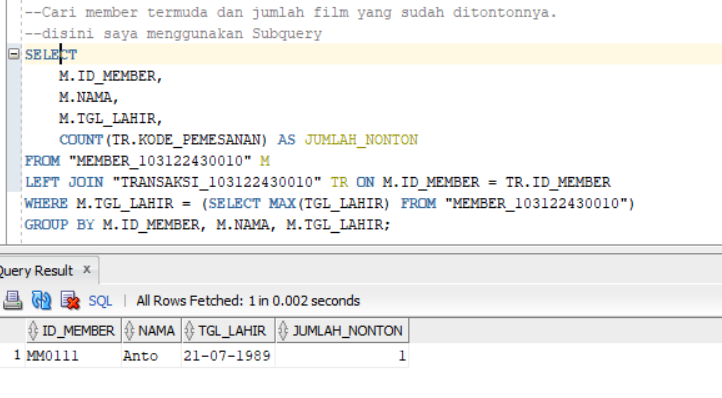 --Cari member termuda dan jumlah film yang sudah ditontonnya.
--disini saya menggunakan Subquery
SELECT
M.ID_MEMBER,
M.NAMA,
M.TGL_LAHIR,
COUNT(TR.KODE_PEMESANAN) AS JUMLAH_NONTON
FROM "MEMBER_103122430010" M
LEFT JOIN "TRANSAKSI_103122430010" TR ON M.ID_MEMBER = TR.ID_MEMBER
WHERE M.TGL_LAHIR = (SELECT MAX(TGL_LAHIR) FROM "MEMBER_103122430010")
GROUP BY M.ID_MEMBER, M.NAMA, M.TGL_LAHIR;
Query Result x
SQL | All Rows Fetched: 1 in 0.002 seconds
ID_MEMBER NAMA TGL_LAHIR JUMLAH_NONTON
1 MM0111 Anto 21-07-1989 1